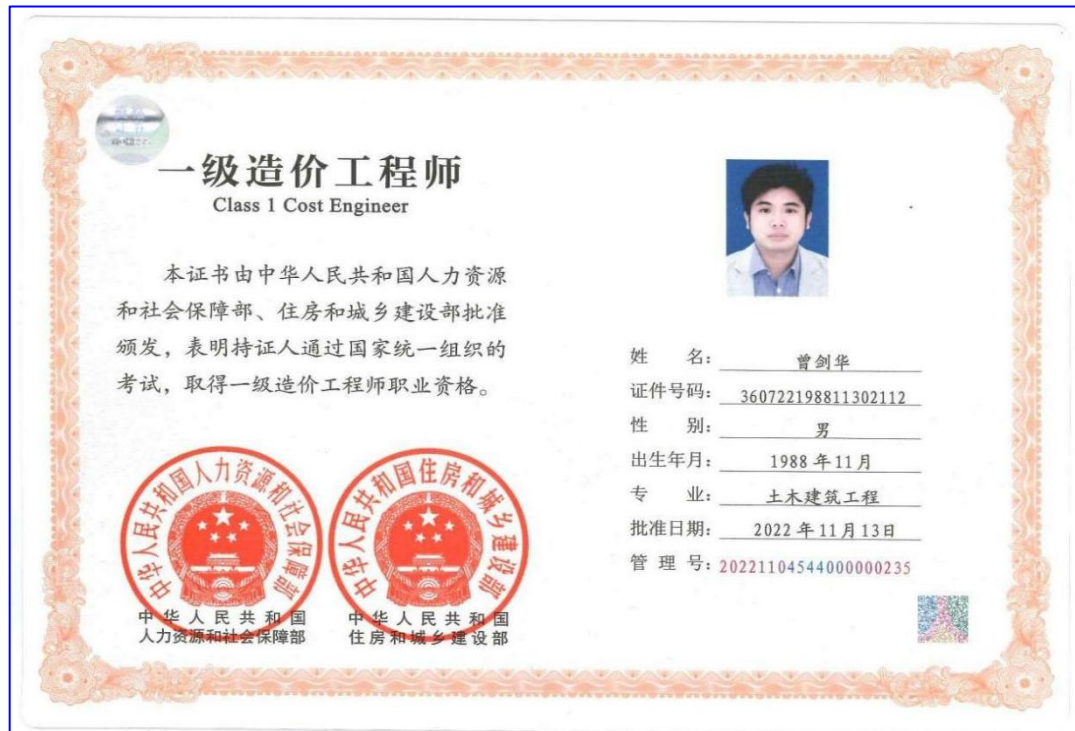 一级造价工程师
Class 1 Cost Engineer
本证书由中华人民共和国人力资源
和社会保障部、住房和城乡建设部批准
颁发，表明持证人通过国家统一组织的
考试，取得一级造价工程师职业资格。
中华人民共和国人力资源和社会保障部
中华人民共和国住房和城乡建设部
中华人民共和国
人力资源和社会保障部
中华人民共和国
住房和城乡建设部
姓 名：曾剑华
证件号码：360722198811302112
性 别：男
出生年月：1988年11月
专 业：土木建筑工程
批准日期：2022年11月13日
管 理 号：20221104544000000235